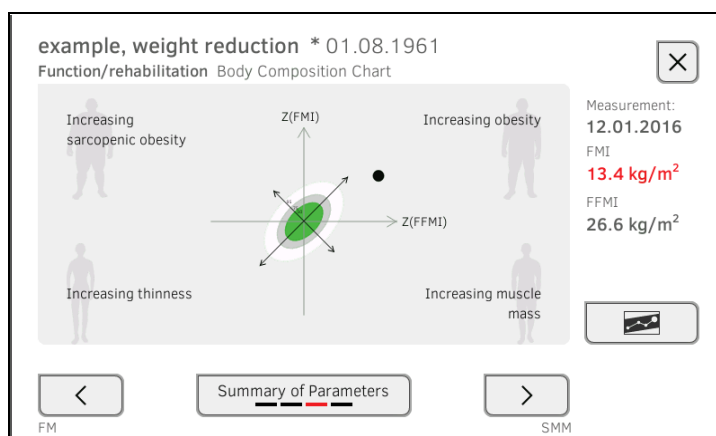 example, weight reduction * 01.08.1961
Function/rehabilitation Body Composition Chart
Increasing
sarcopenic obesity
Z(FMI)
Increasing obesity
Z(FFMI)
Increasing thinness
Increasing muscle
mass
Measurement:
12.01.2016
FMI
13.4 kg/m²
FFMI
26.6 kg/m²
Summary of Parameters
FM
SMM